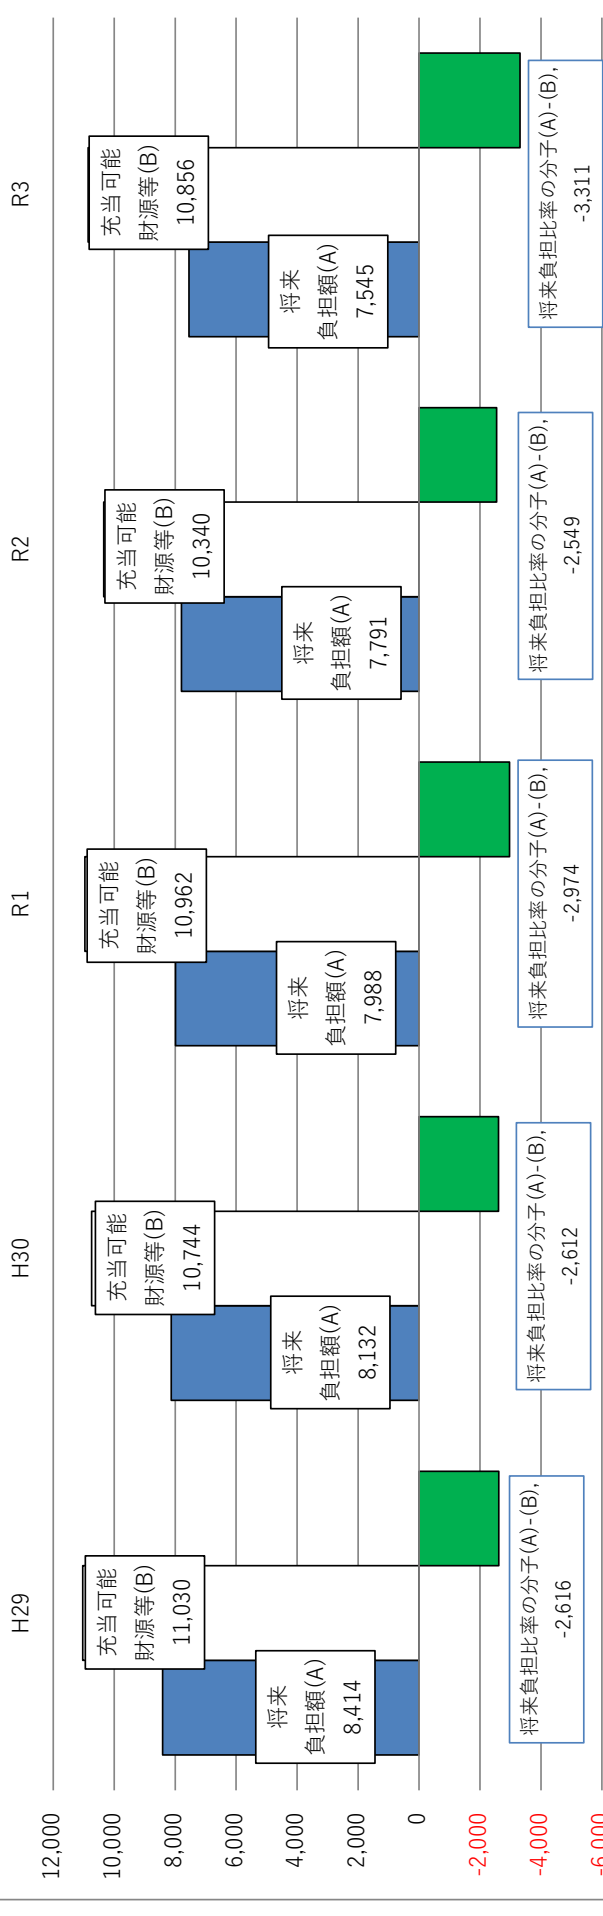 H29
H30
R1
R2
R3
12,000
10,000
8,000
6,000
4,000
2,000
0
-2,000
-4,000
-6,000
充当可能
財源等(B)
11,030
将来
負担額(A)
8,414
将来負担比率の分子(A)-(B),
-2,616
充当可能
財源等(B)
10,744
将来
負担額(A)
8,132
将来負担比率の分子(A)-(B),
-2,612
充当可能
財源等(B)
10,962
将来
負担額(A)
7,988
将来負担比率の分子(A)-(B),
-2,974
充当可能
財源等(B)
10,340
将来
負担額(A)
7,791
将来負担比率の分子(A)-(B),
-2,549
充当可能
財源等(B)
10,856
将来
負担額(A)
7,545
将来負担比率の分子(A)-(B),
-3,311